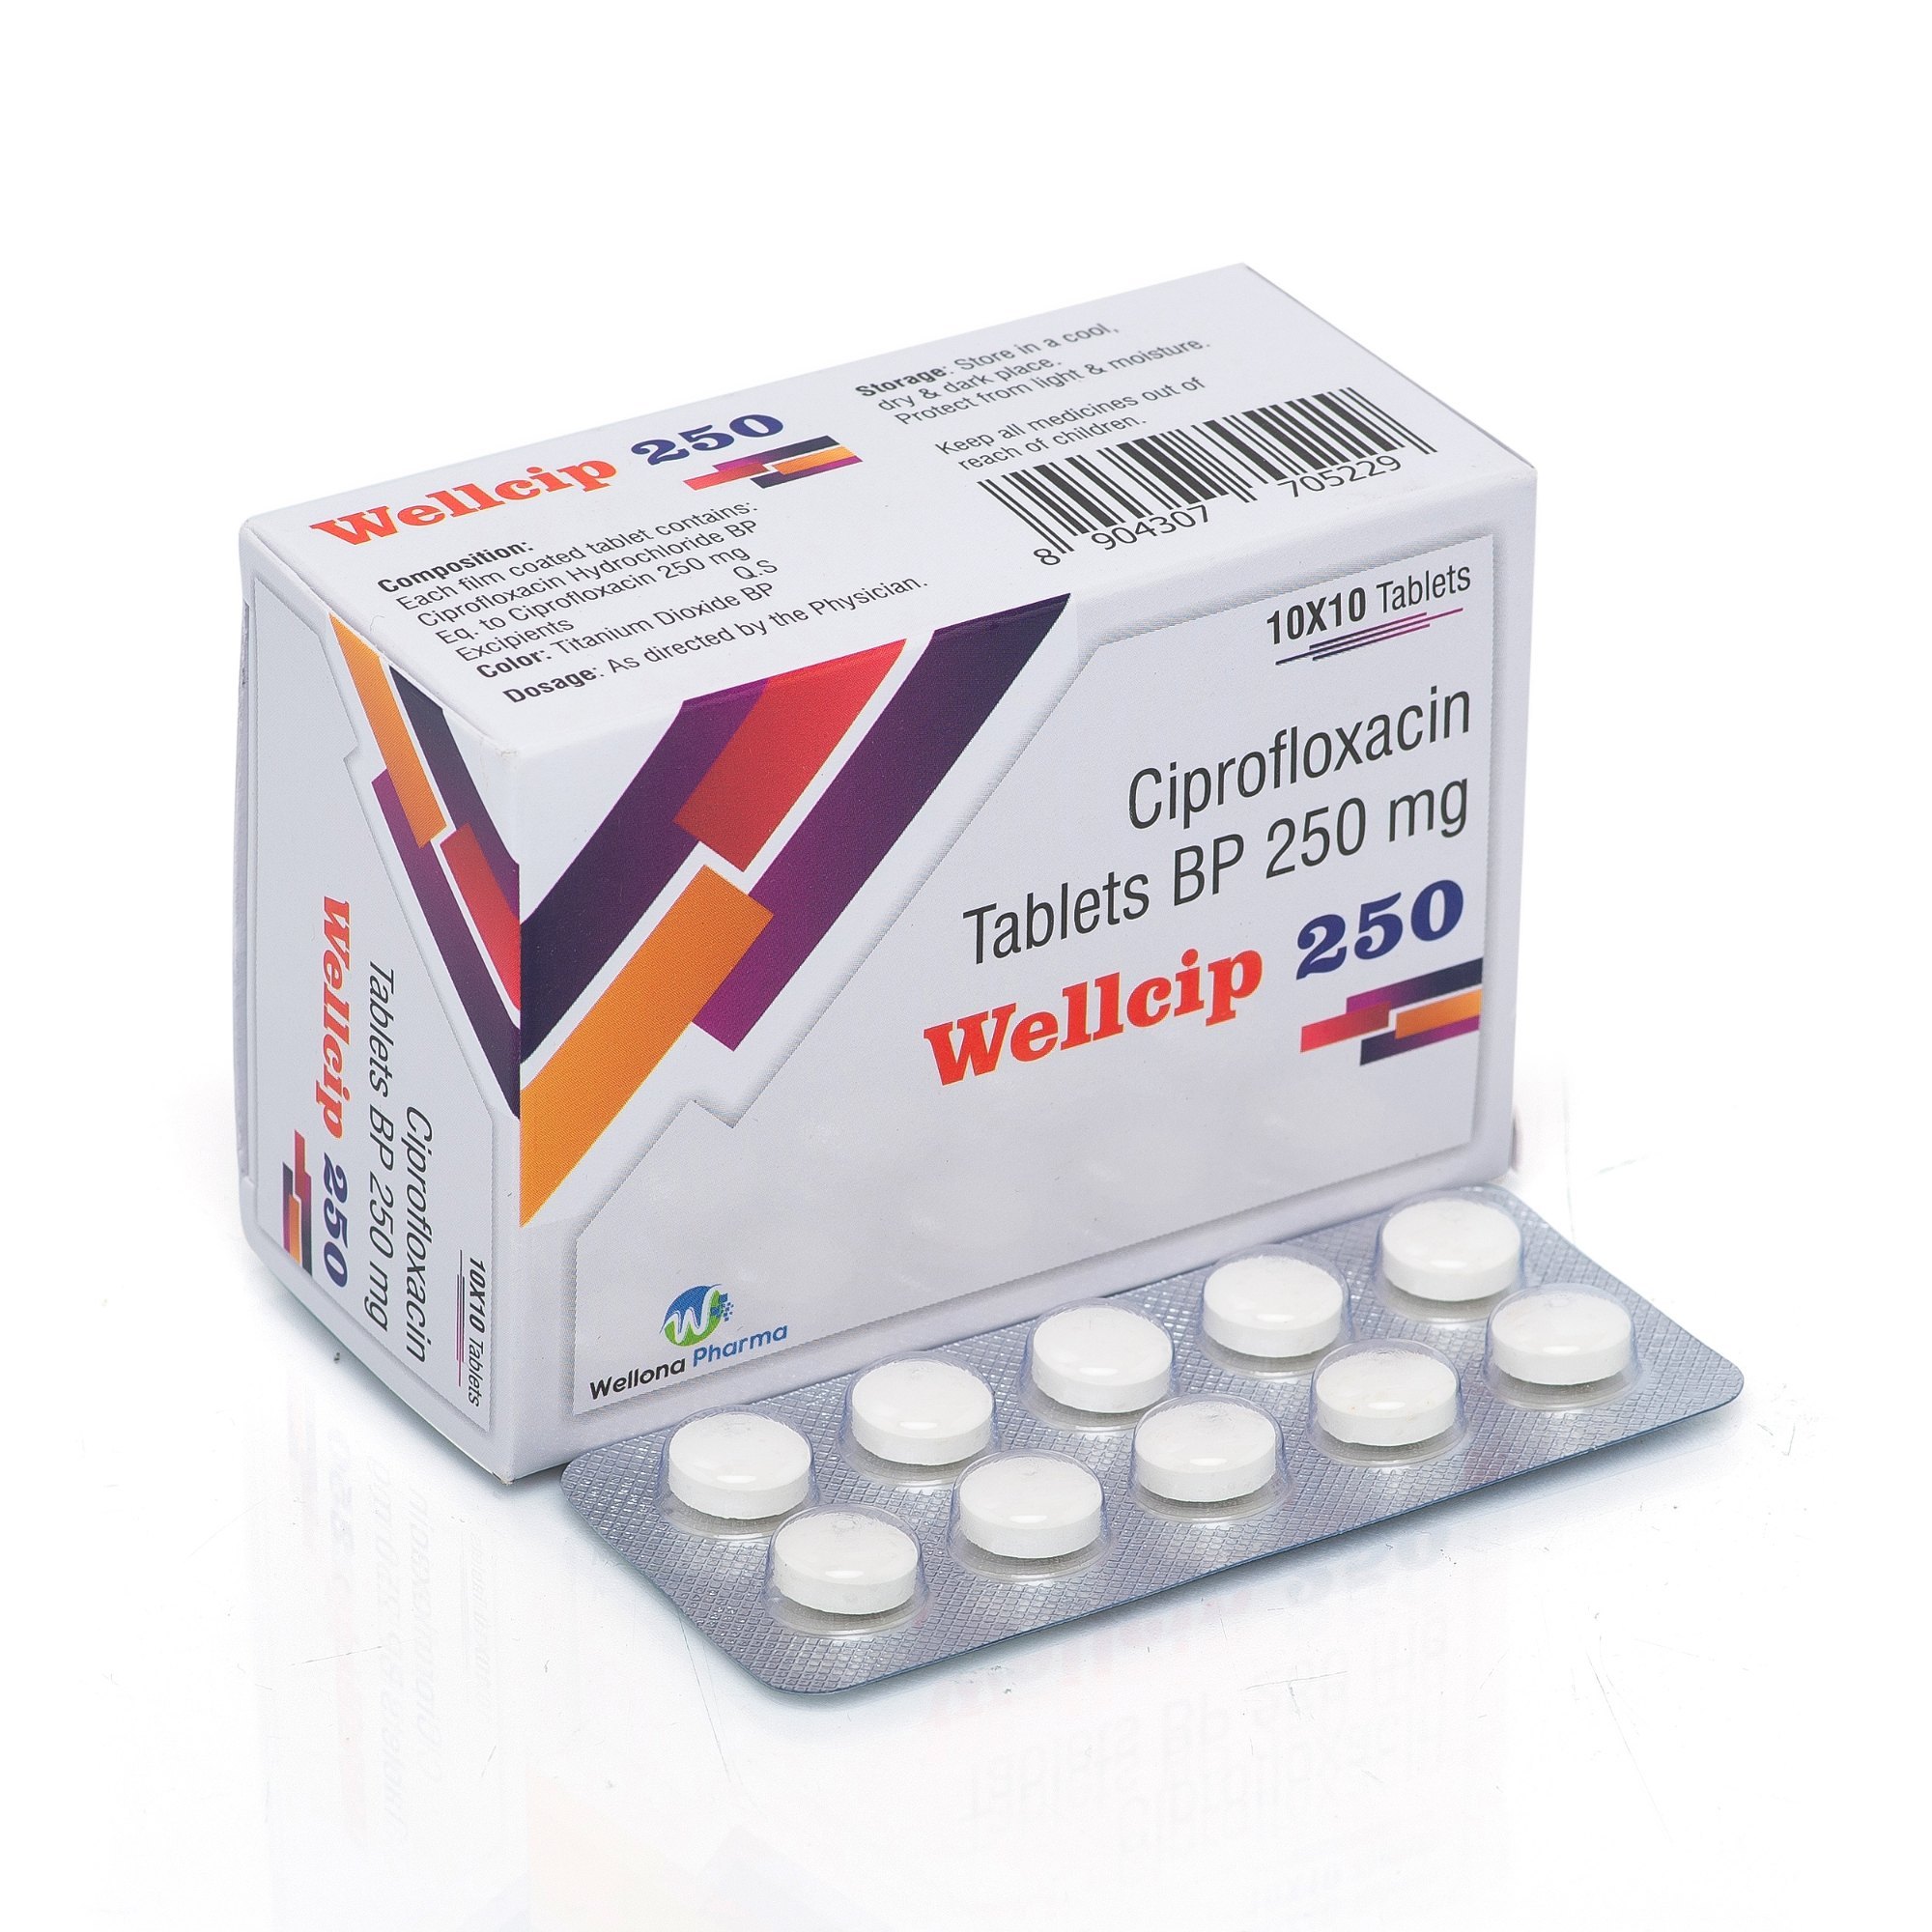 Wellcip 250
Composition:
Each film coated tablet contains:
Ciprofloxacin Hydrochloride BP
Eq. to Ciprofloxacin 250 mg
Excipients Q.S
Color: Titanium Dioxide BP
Dosage: As directed by the Physician.
Storage: Store in a cool,
dry & dark place.
Protect from light & moisture.
Keep all medicines out of
reach of children.
8 904307 705229
10X10 Tablets
Ciprofloxacin
Tablets BP 250 mg
Wellcip 250
W
Wellona Pharma
10X10 Tablets
Ciprofloxacin
Tablets BP 250 mg
Wellcip 250